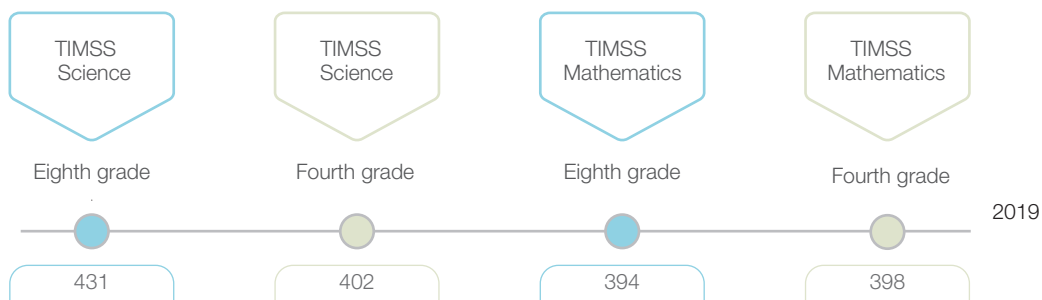 TIMSS
Science
TIMSS
Science
TIMSS
Mathematics
TIMSS
Mathematics
Eighth grade
Fourth grade
Eighth grade
Fourth grade
2019
431
402
394
398